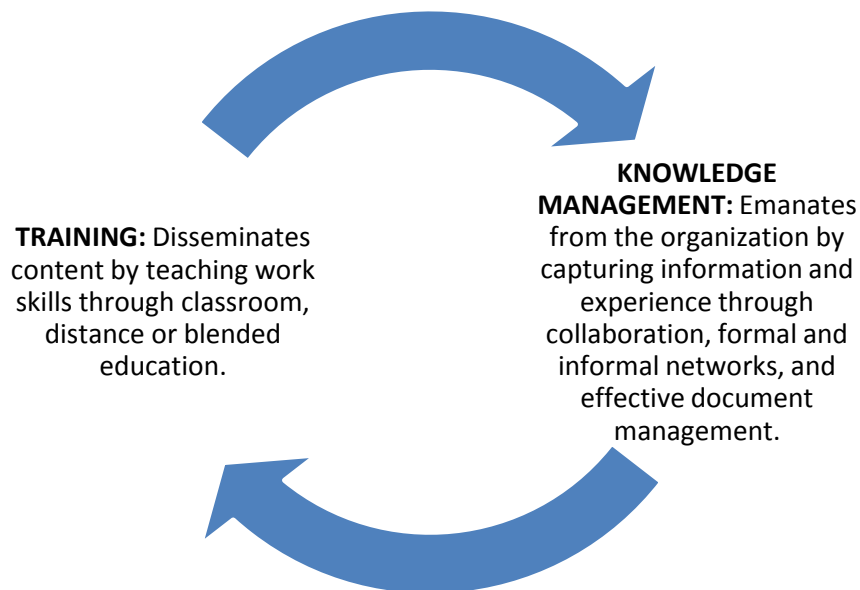 TRAINING: Disseminates
content by teaching work
skills through classroom,
distance or blended
education.
KNOWLEDGE
MANAGEMENT: Emanates
from the organization by
capturing information and
experience through
collaboration, formal and
informal networks, and
effective document
management.